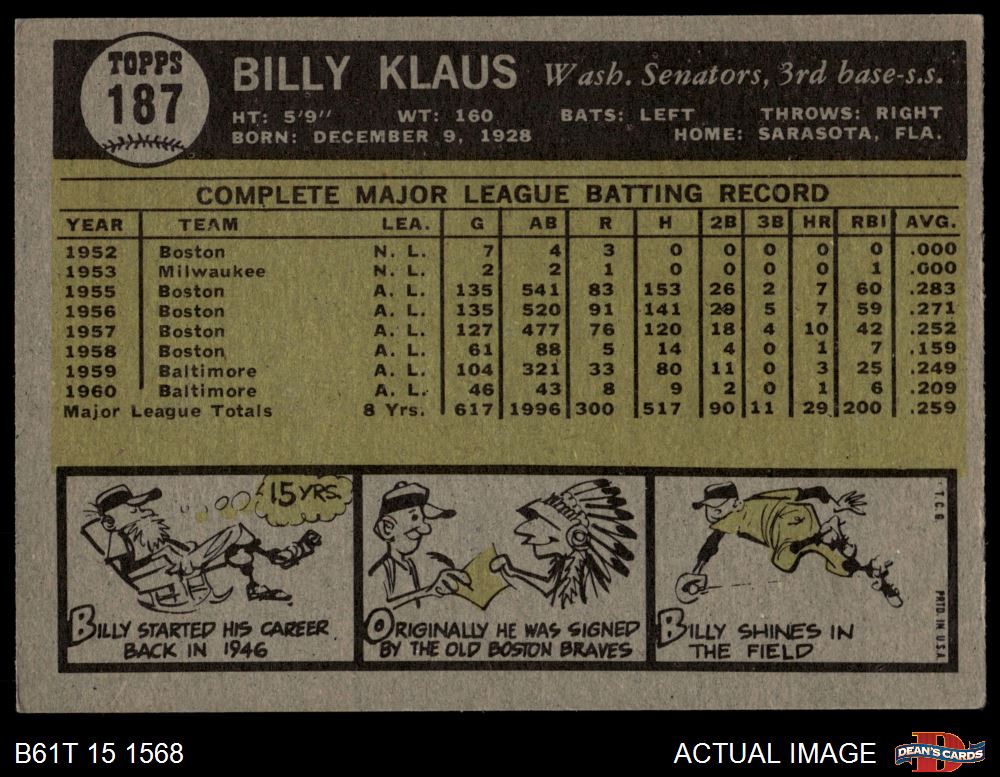 TOPPS
187
BILLY KLAUS Wash. Senators, 3rd base-s.s.
HT: 5'9" WT: 160 BATS: LEFT THROWS: RIGHT
BORN: DECEMBER 9, 1928 HOME: SARASOTA, FLA.
COMPLETE MAJOR LEAGUE BATTING RECORD
YEAR TEAM LEA. G AB R H 2B 3B HR RBI AVG.
1952 Boston N. L. 7 4 3 0 0 0 0 0 .000
1953 Milwaukee N. L. 2 2 1 0 0 0 0 1 .000
1955 Boston A. L. 135 541 83 153 26 2 7 60 .283
1956 Boston A. L. 135 520 91 141 29 5 7 59 .271
1957 Boston A. L. 127 477 76 120 18 4 10 42 .252
1958 Boston A. L. 61 88 5 14 4 0 1 7 .159
1959 Baltimore A. L. 104 321 33 80 11 0 3 25 .249
1960 Baltimore A. L. 46 43 8 9 2 0 1 6 .209
Major League Totals 8 Yrs. 617 1996 300 517 90 11 29 200 .259
15 YRS.
BILLY STARTED HIS CAREER
BACK IN 1946
ORIGINALLY HE WAS SIGNED
BY THE OLD BOSTON BRAVES
BILLY SHINES IN
THE FIELD
T.C.G. PRTD. IN U.S.A.
B61T 15 1568 ACTUAL IMAGE
DEAN'S CARDS